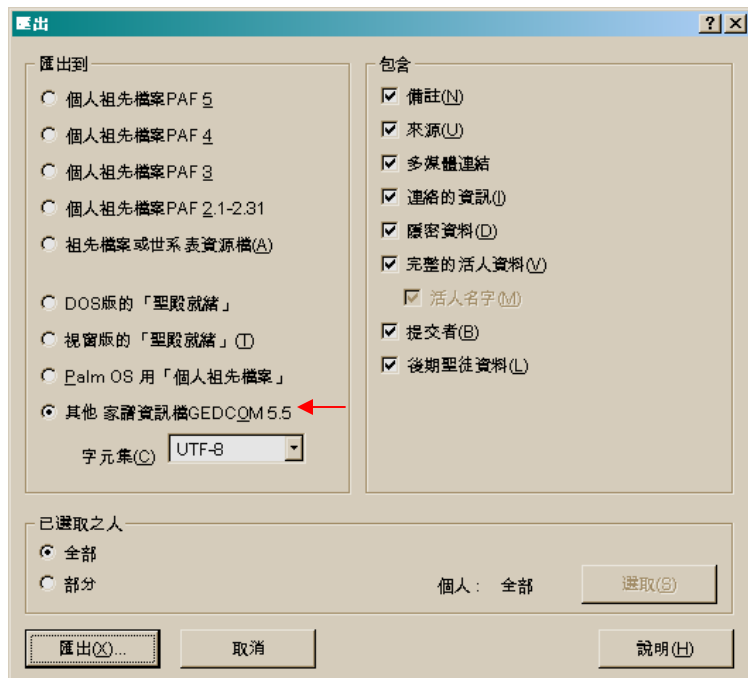 匯出
匯出到
個人祖先檔案PAF 5
個人祖先檔案PAF 4
個人祖先檔案PAF 3
個人祖先檔案PAF 2.1-2.31
祖先檔案或世系表資源檔(A)
DOS版的「聖殿就緒」
視窗版的「聖殿就緒」(T)
Palm OS 用「個人祖先檔案」
其他 家譜資訊檔GEDCOM 5.5
字元集(C) UTF-8
包含
備註(N)
來源(U)
多媒體連結
連絡的資訊(I)
隱密資料(D)
完整的活人資料(V)
活人名字(M)
提交者(B)
後期聖徒資料(L)
已選取之人
全部
部分
個人： 全部
選取(S)
匯出(X)...
取消
說明(H)